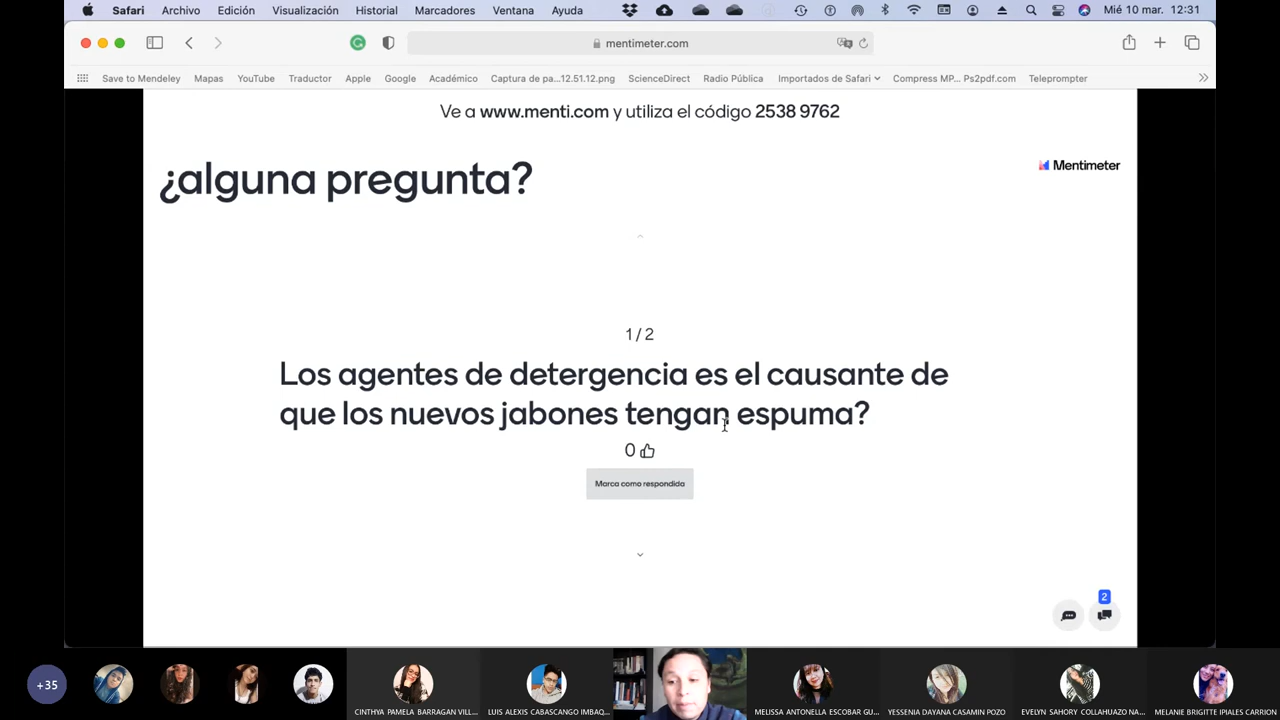 Safari Archivo Edición Visualización Historial Marcadores Ventana Ayuda Mié 10 mar. 12:31
mentimeter.com
Save to Mendeley Mapas YouTube Traductor Apple Google Académico Captura de pa...12.51.12.png ScienceDirect Radio Pública Importados de Safari Compress MP... Ps2pdf.com Teleprompter
Ve a www.menti.com y utiliza el código 2538 9762
¿alguna pregunta?
Mentimeter
1 / 2
Los agentes de detergencia es el causante de
que los nuevos jabones tengan espuma?
0
Marca como respondida
2
+35
CINTHYA PAMELA BARRAGAN VILL... LUIS ALEXIS CABASCANGO IMBAQ... MELISSA ANTONELLA ESCOBAR GU... YESSENIA DAYANA CASAMIN POZO EVELYN SAHORY COLLAHUAZO NA... MELANIE BRIGITTE IPIALES CARRION